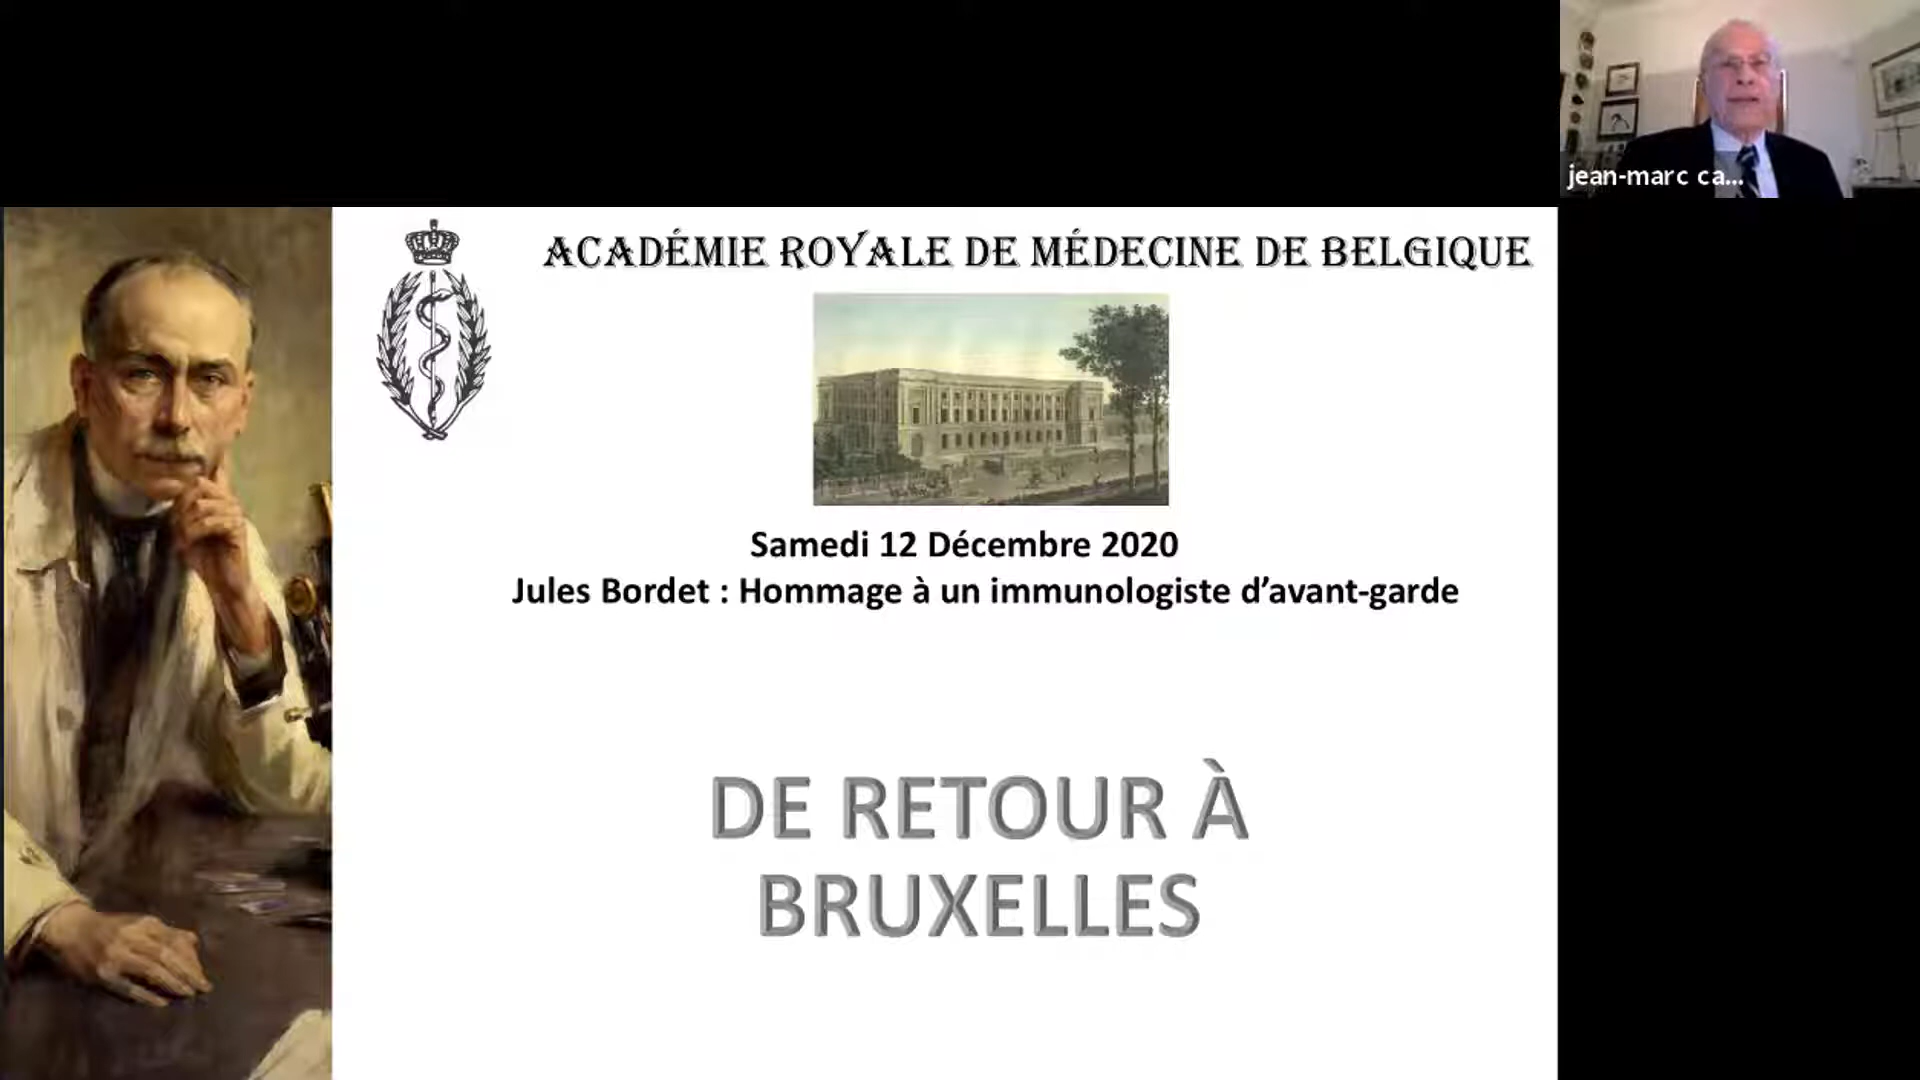 jean-marc ca...
ACADÉMIE ROYALE DE MÉDECINE DE BELGIQUE
Samedi 12 Décembre 2020
Jules Bordet : Hommage à un immunologiste d’avant-garde
DE RETOUR À
BRUXELLES